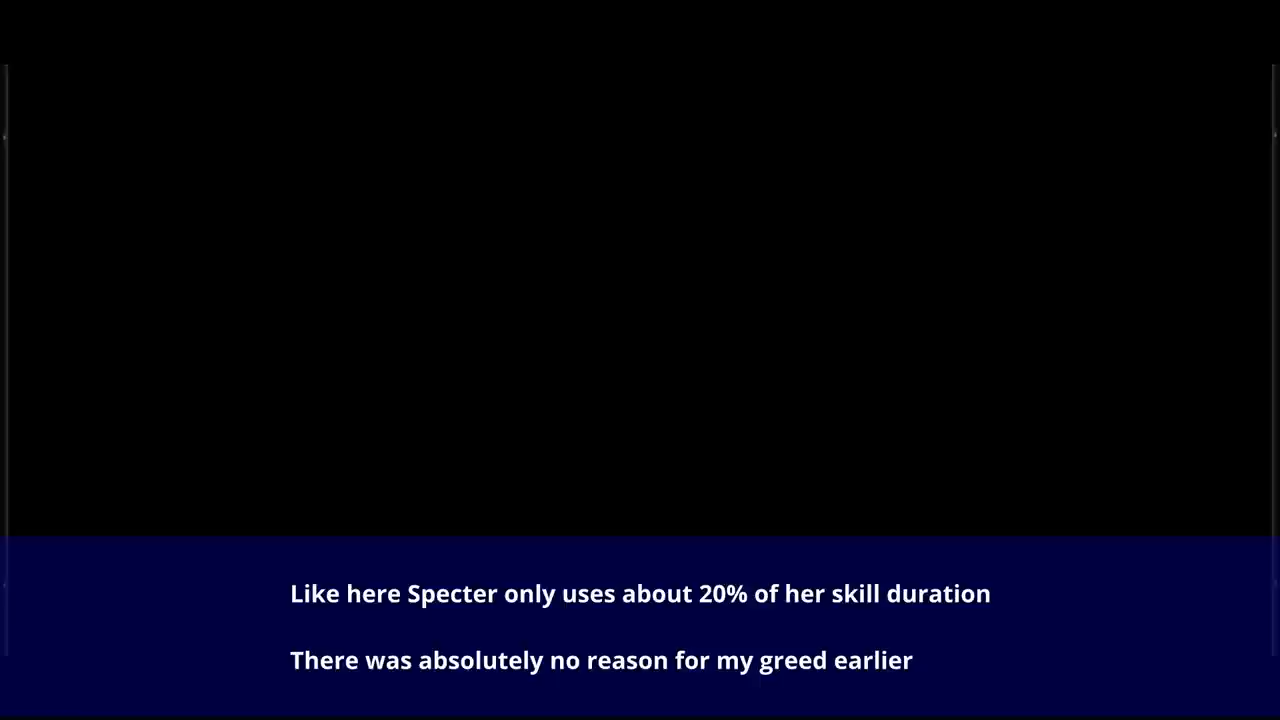 Like here Specter only uses about 20% of her skill duration
There was absolutely no reason for my greed earlier